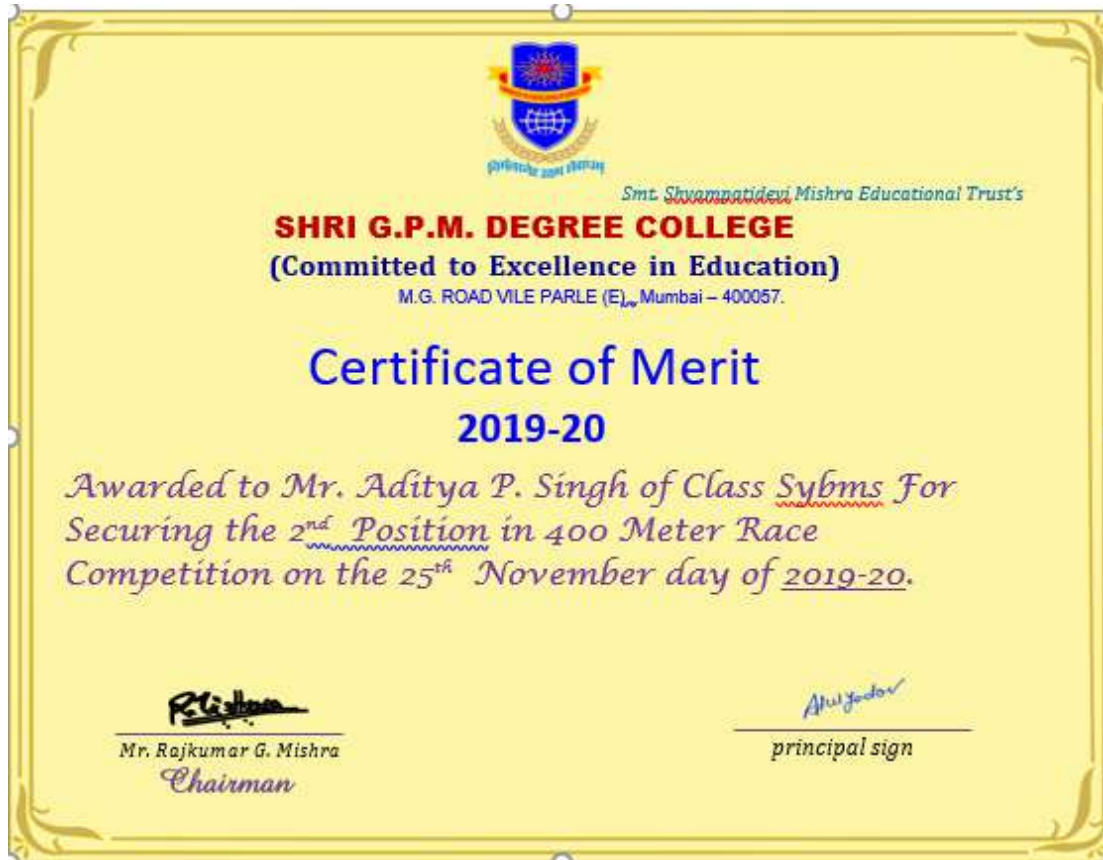 Smt. Shyampatidevi Mishra Educational Trust's
SHRI G.P.M. DEGREE COLLEGE
(Committed to Excellence in Education)
M.G. ROAD VILE PARLE (E), Mumbai – 400057.
Certificate of Merit
2019-20
Awarded to Mr. Aditya P. Singh of Class Sybms For
Securing the 2nd Position in 400 Meter Race
Competition on the 25th November day of 2019-20.
Atul Yadav
Mr. Rajkumar G. Mishra
principal sign
Chairman